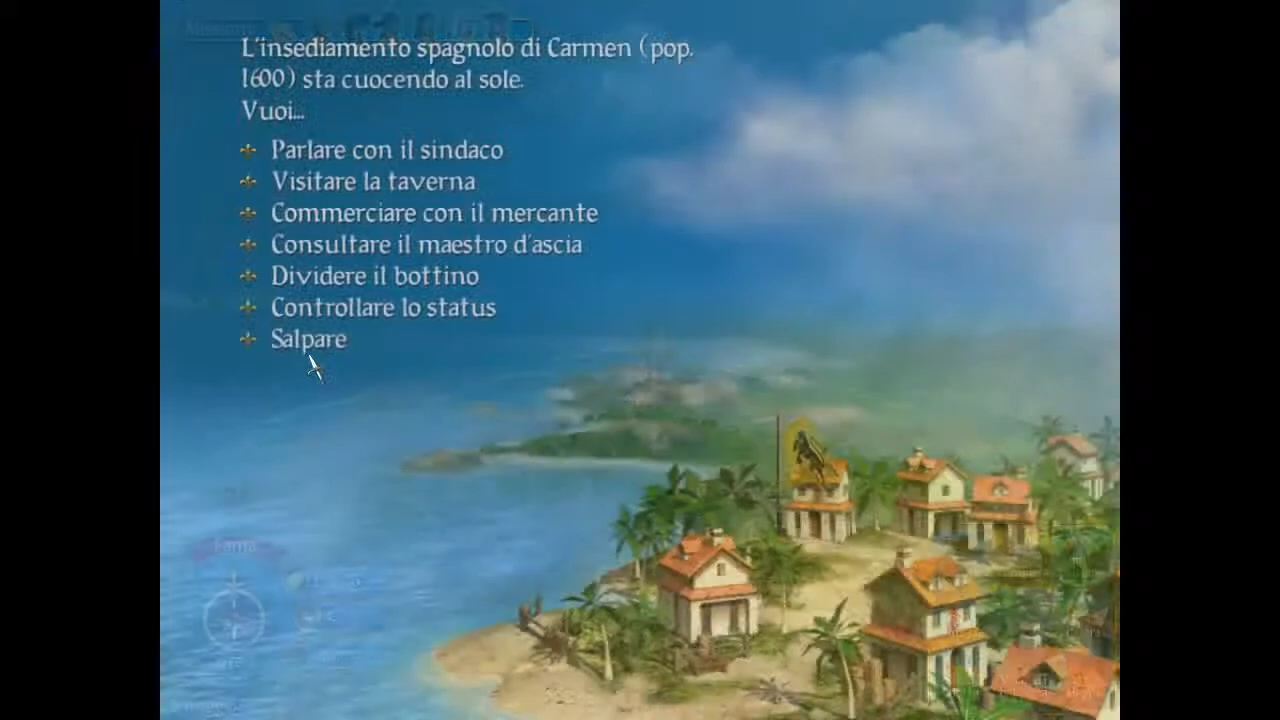 L'insediamento spagnolo di Carmen (pop.
1600) sta cuocendo al sole.
Vuoi...
Parlare con il sindaco
Visitare la taverna
Commerciare con il mercante
Consultare il maestro d'ascia
Dividere il bottino
Controllare lo status
Salpare